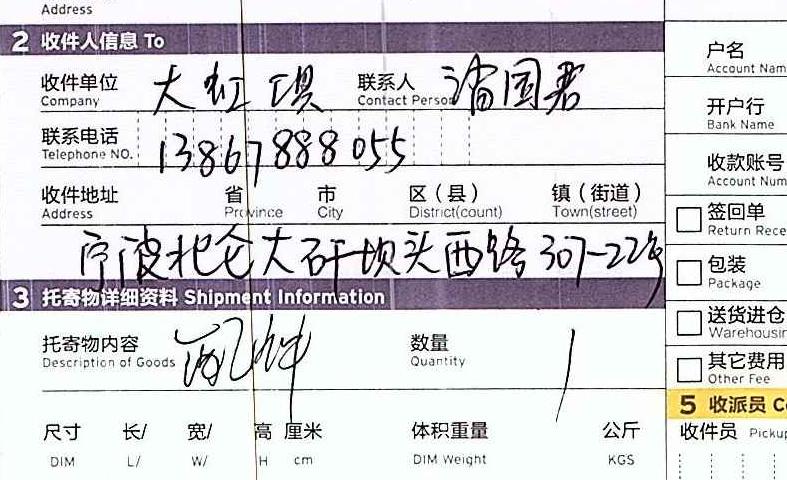 Address
2 收件人信息 To
收件单位 大虹
Company
联系人 潘国君
Contact Person
联系电话 13867888055
Telephone NO.
收件地址 省 市 区（县） 镇（街道）
Address Province City District(count) Town(street)
宁波北仑大矸坝头西路307-22号
3 托寄物详细资料 Shipment Information
托寄物内容 配件
Description of Goods
数量 1
Quantity
尺寸 长/ 宽/ 高 厘米 体积重量 公斤
DIM L/ W/ H cm DIM Weight KGS
户名
Account Nam
开户行
Bank Name
收款账号
Account Num
签回单
Return Rece
包装
Package
送货进仓
Warehousin
其它费用
Other Fee
5 收派员 Co
收件员 Pickup